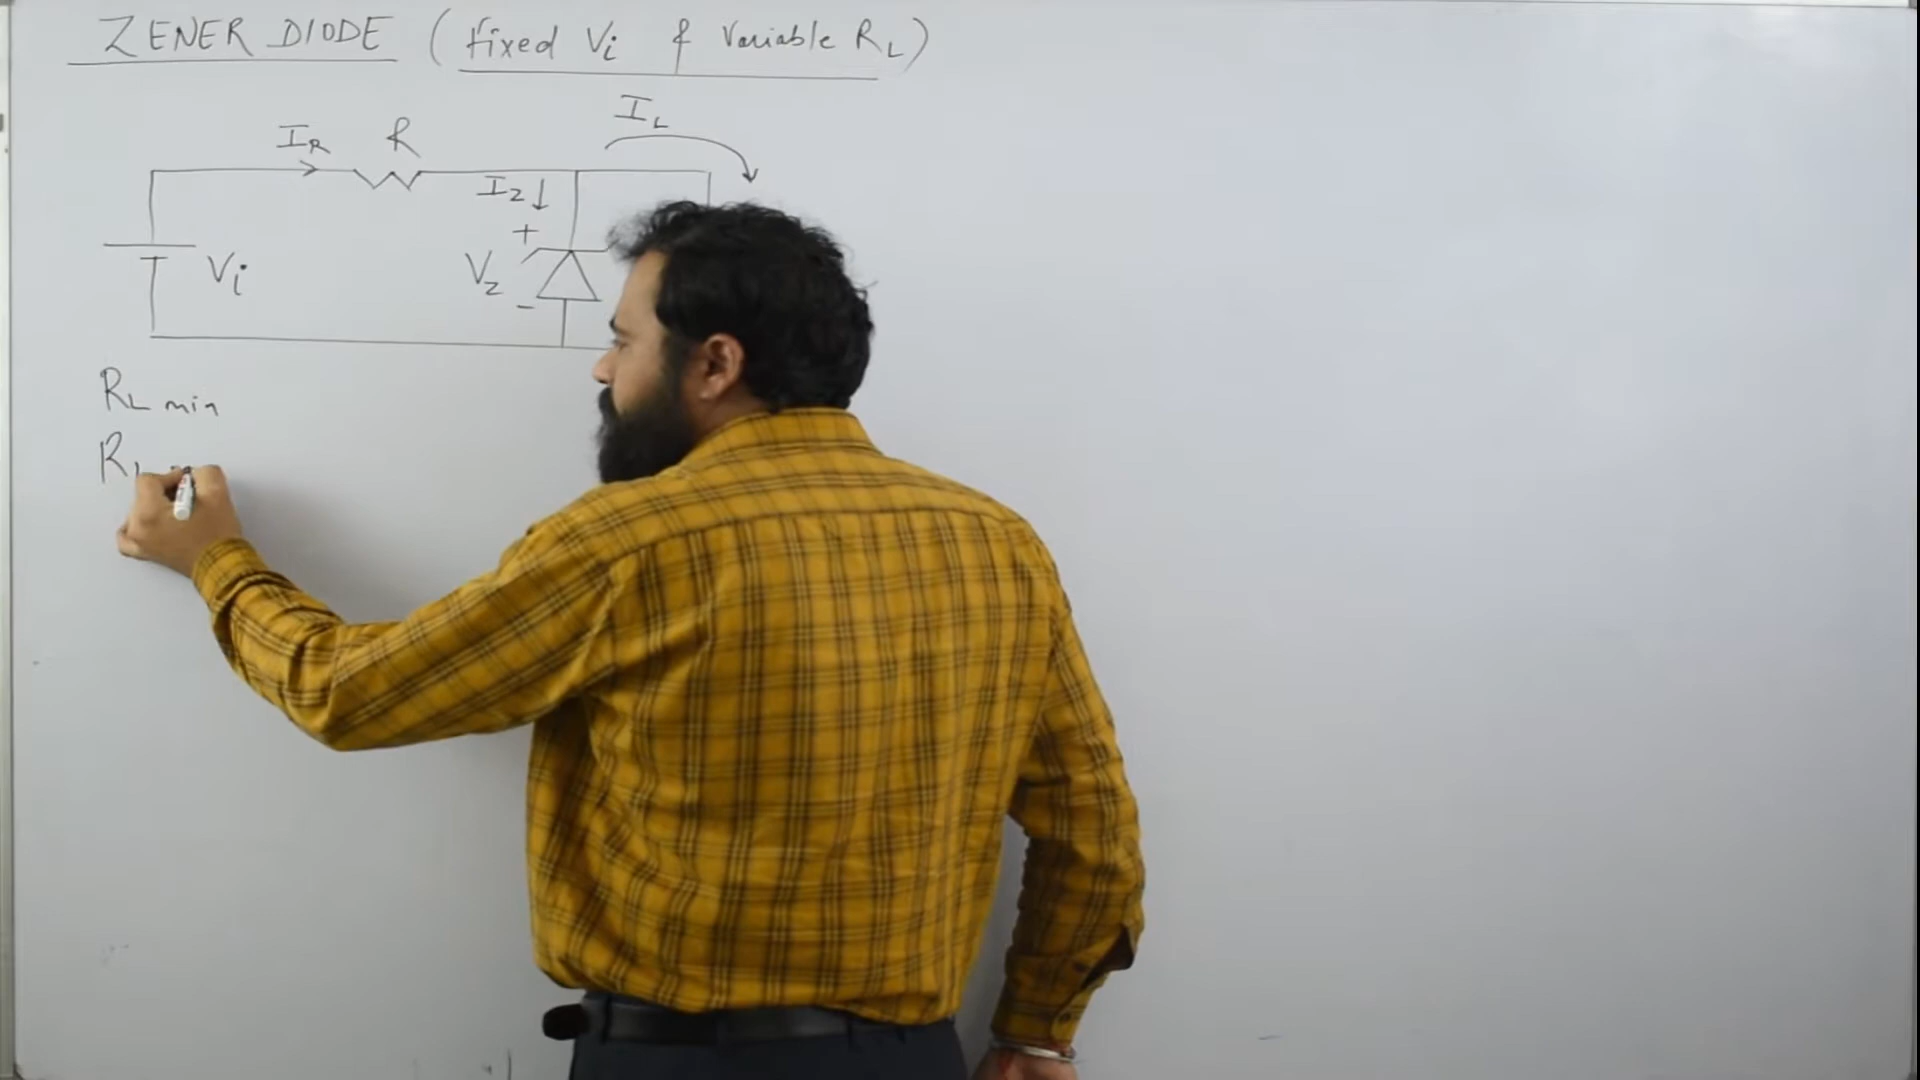 ZENER DIODE (fixed Vi & Variable RL)
IL
IR R
IZ
+
Vi VZ
-
RL min
RL